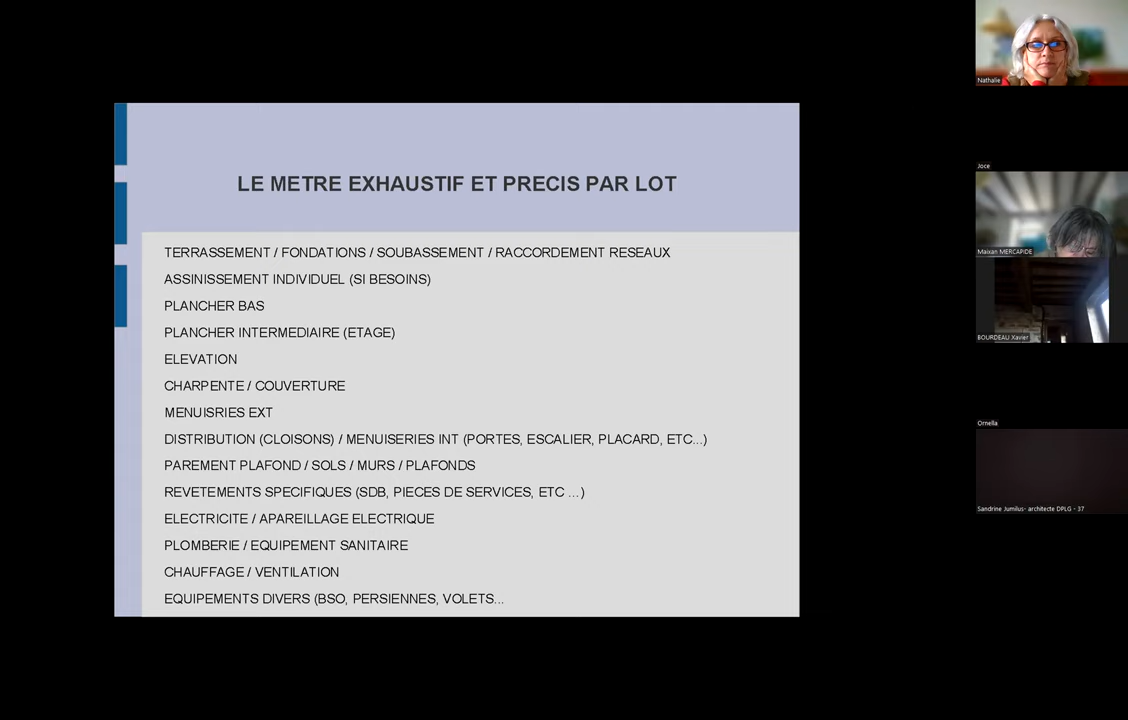 LE METRE EXHAUSTIF ET PRECIS PAR LOT
TERRASSEMENT / FONDATIONS / SOUBASSEMENT / RACCORDEMENT RESEAUX
ASSINISSEMENT INDIVIDUEL (SI BESOINS)
PLANCHER BAS
PLANCHER INTERMEDIAIRE (ETAGE)
ELEVATION
CHARPENTE / COUVERTURE
MENUISRIES EXT
DISTRIBUTION (CLOISONS) / MENUISERIES INT (PORTES, ESCALIER, PLACARD, ETC...)
PAREMENT PLAFOND / SOLS / MURS / PLAFONDS
REVETEMENTS SPECIFIQUES (SDB, PIECES DE SERVICES, ETC ...)
ELECTRICITE / APAREILLAGE ELECTRIQUE
PLOMBERIE / EQUIPEMENT SANITAIRE
CHAUFFAGE / VENTILATION
EQUIPEMENTS DIVERS (BSO, PERSIENNES, VOLETS...
Nathalie
Joce
Maixan MERCAPIDE
BOURDEAU Xavier
Ornella
Sandrine Jumilus- architecte DPLG - 37